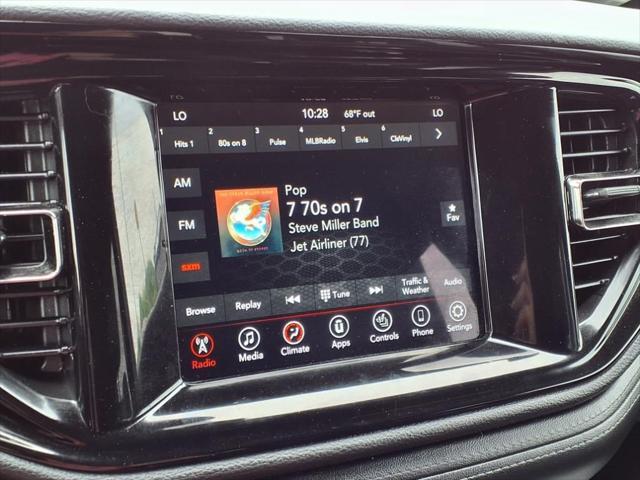 LO 10:28 68°F out LO
1 Hits 1 2 80s on 8 3 Pulse 4 MLBRadio 5 Elvis 6 ClsVinyl
AM
FM
sxm
Pop
7 70s on 7
Steve Miller Band
Jet Airliner (77)
Fav
Browse Replay Tune Traffic & Weather Audio
Radio Media Climate Apps Controls Phone Settings